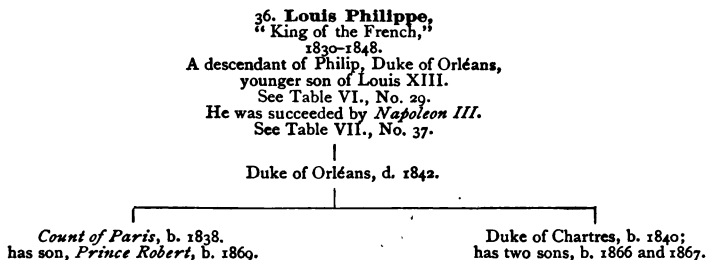 36. Louis Philippe,
“King of the French,”
1830-1848.
A descendant of Philip, Duke of Orléans,
younger son of Louis XIII.
See Table VI., No. 29.
He was succeeded by Napoleon III.
See Table VII., No. 37.
Duke of Orléans, d. 1842.
Count of Paris, b. 1838.
has son, Prince Robert, b. 1869.
Duke of Chartres, b. 1840;
has two sons, b. 1866 and 1867.